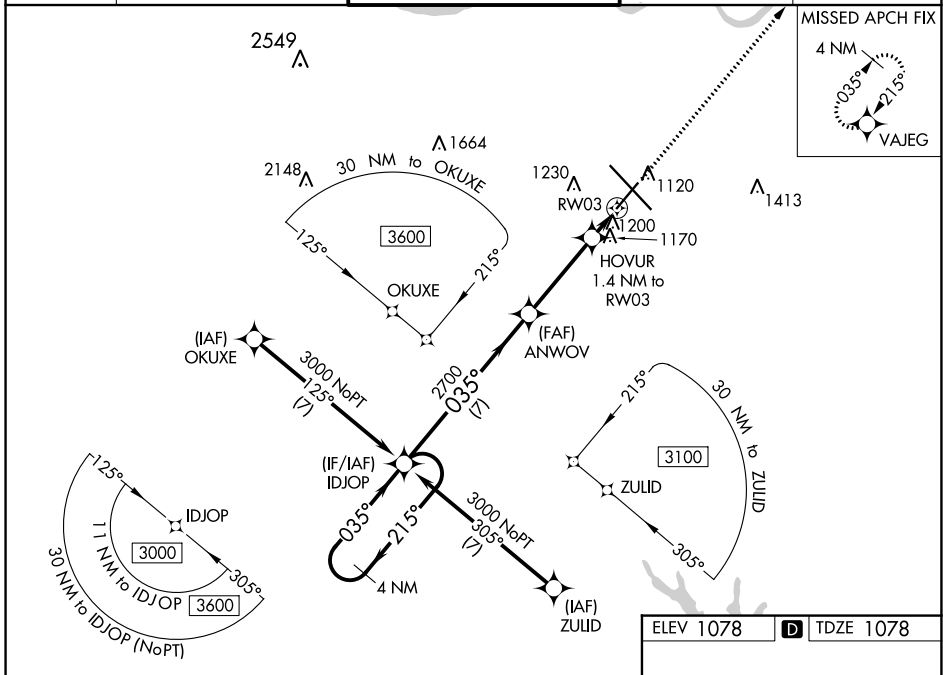 MISSED APCH FIX
4 NM
035°
215°
VAJEG
2549
1664
2148
30 NM to OKUXE
3600
125°
215°
OKUXE
1230
RW03
1120
1413
1200
1170
HOVUR
1.4 NM to
RW03
(IAF)
OKUXE
3000 NoPT
125°
(7)
(FAF)
ANWOV
2700
035°
(7)
(IF/IAF)
IDJOP
035°
215°
4 NM
3000 NoPT
305°
(7)
(IAF)
ZULID
215°
30 NM to ZULID
3100
ZULID
305°
125°
IDJOP
3000
11 NM to IDJOP
305°
3600
30 NM to IDJOP (NoPT)
ELEV 1078 D TDZE 1078